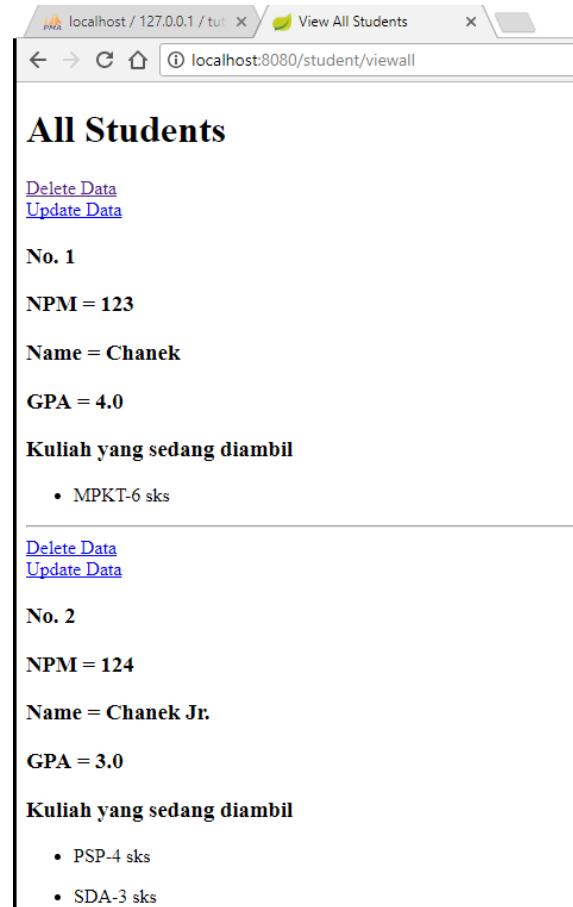 localhost / 127.0.0.1 / tut
View All Students
localhost:8080/student/viewall
All Students
Delete Data
Update Data
No. 1
NPM = 123
Name = Chanek
GPA = 4.0
Kuliah yang sedang diambil
• MPKT-6 sks
Delete Data
Update Data
No. 2
NPM = 124
Name = Chanek Jr.
GPA = 3.0
Kuliah yang sedang diambil
• PSP-4 sks
• SDA-3 sks